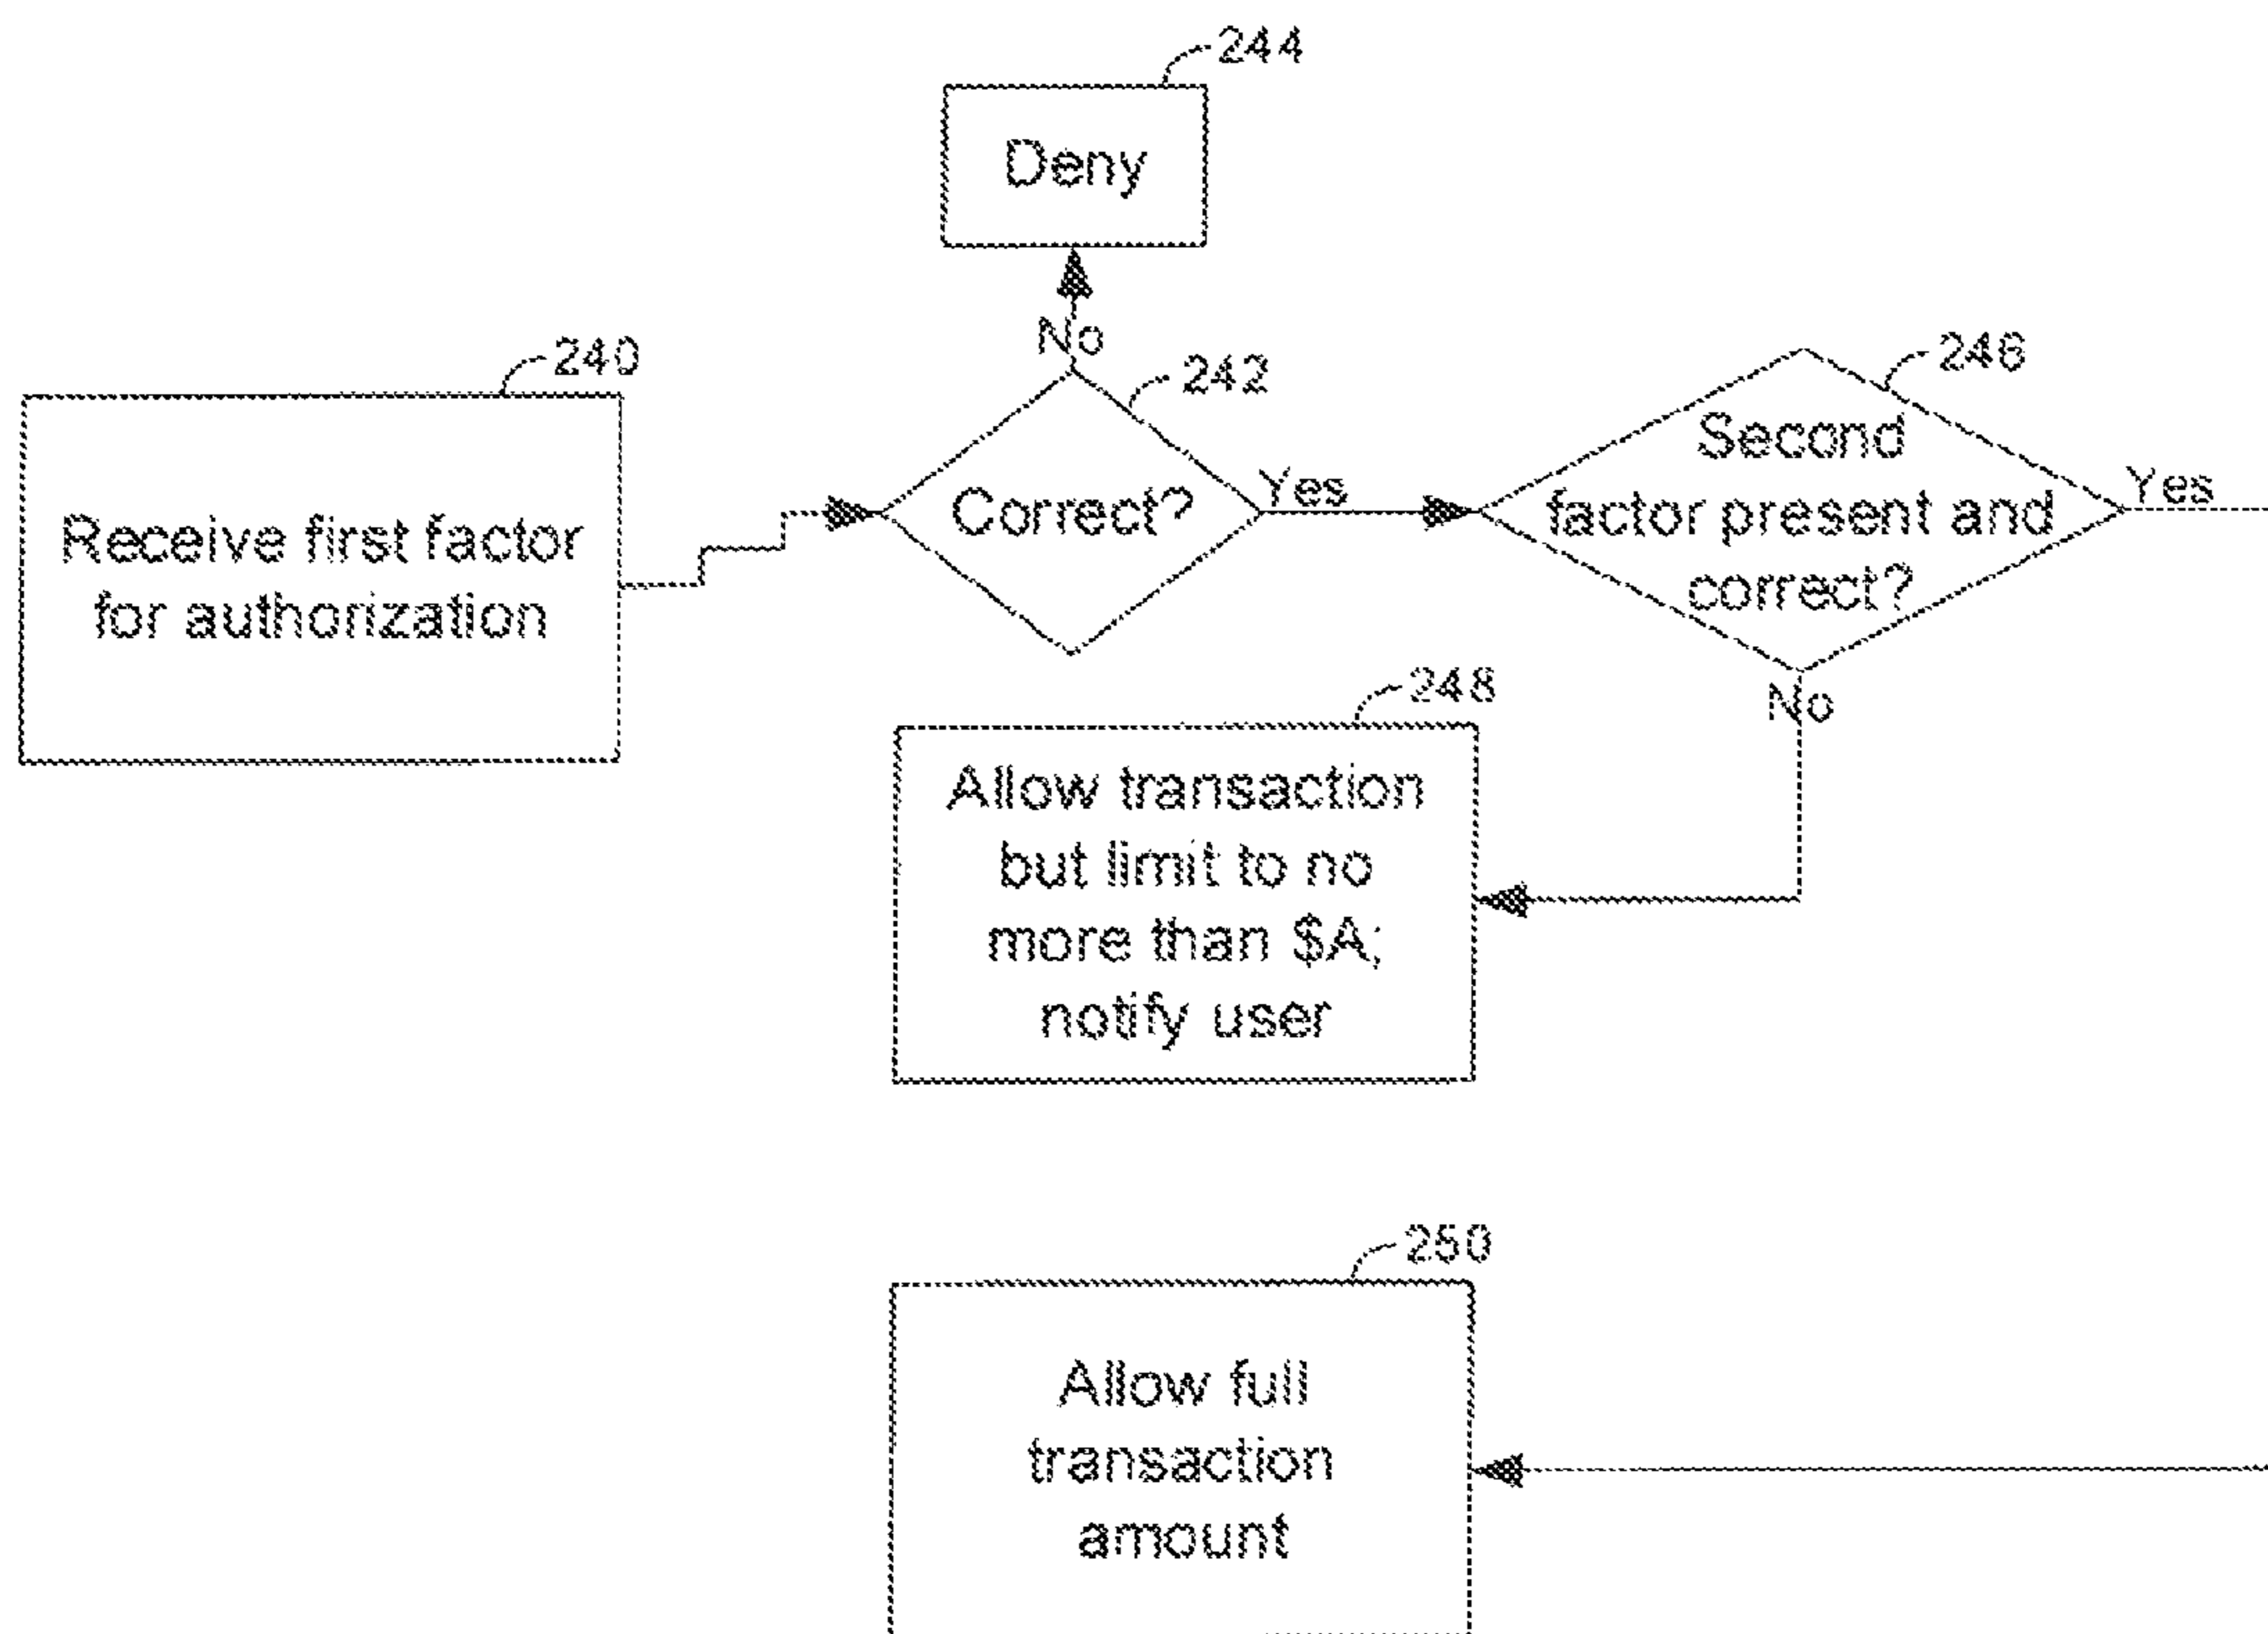 244
Deny
No
240
242
246
Receive first factor
for authorization
Correct?
Yes
Second
factor present and
correct?
Yes
No
248
Allow transaction
but limit to no
more than $A;
notify user
250
Allow full
transaction
amount